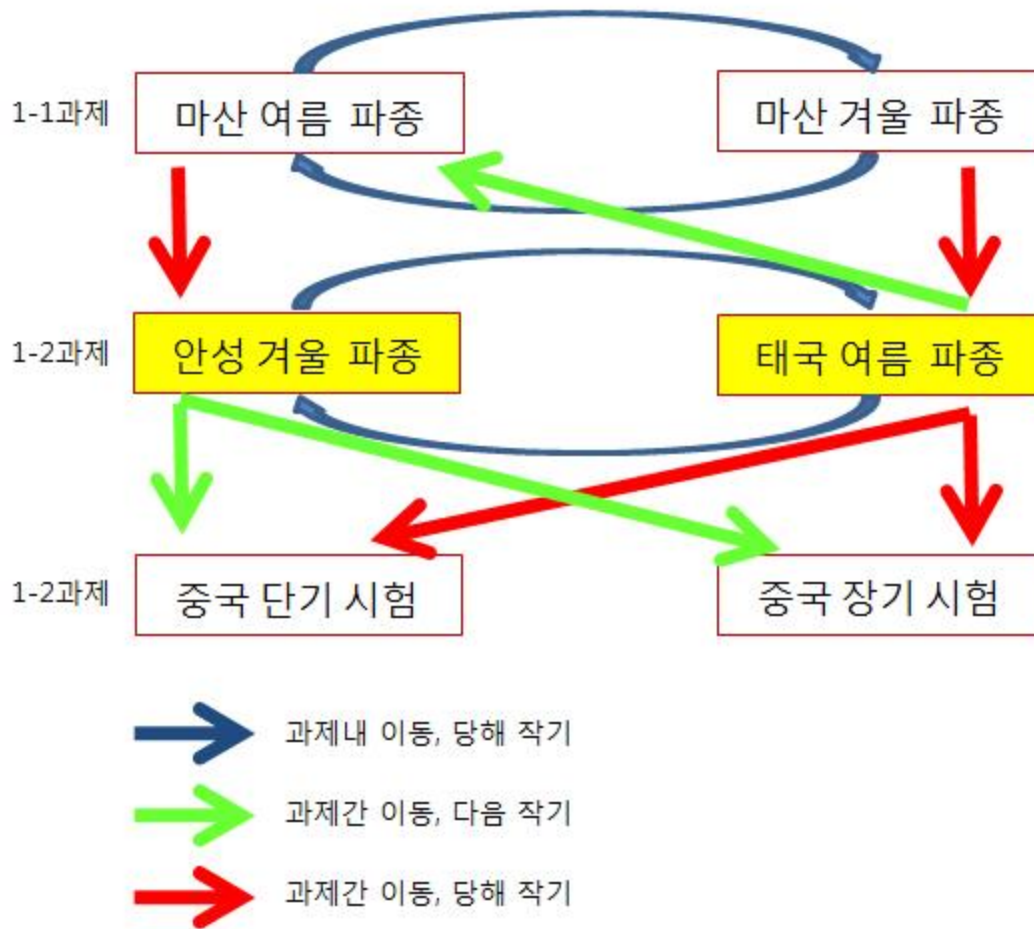 1-1과제 마산 여름 파종 마산 겨울 파종
1-2과제 안성 겨울 파종 태국 여름 파종
1-2과제 중국 단기 시험 중국 장기 시험
과제내 이동, 당해 작기
과제간 이동, 다음 작기
과제간 이동, 당해 작기